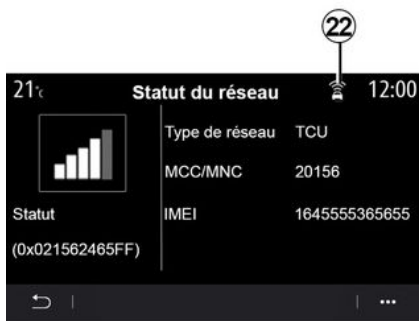 22
21°c Statut du réseau 12:00
Type de réseau TCU
MCC/MNC 20156
Statut IMEI 1645555365655
(0x021562465FF)